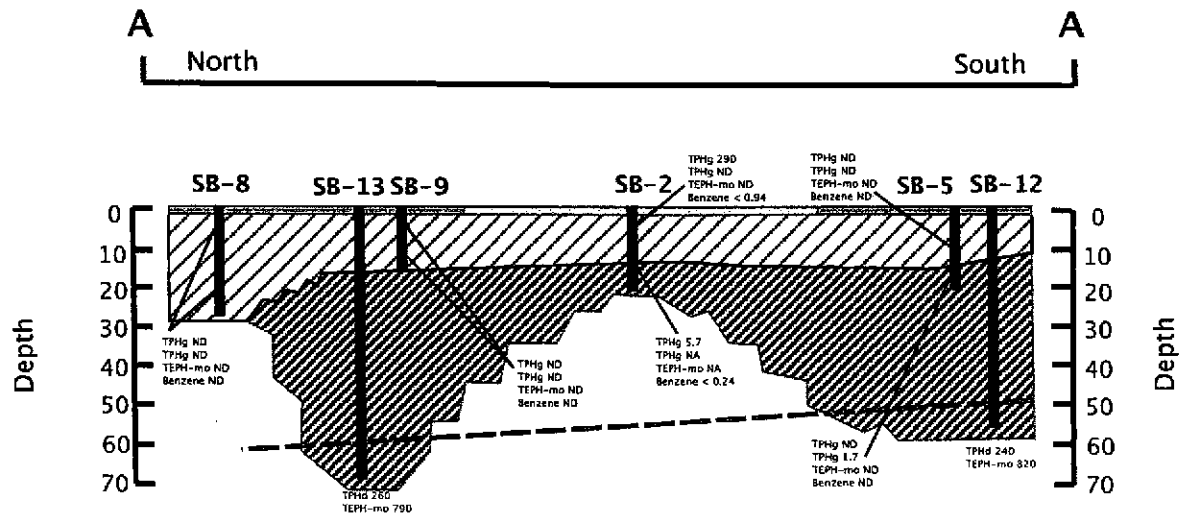 A A
North South
SB-8 SB-13 SB-9 SB-2 SB-5 SB-12
TPHg 290
TPHg ND
TEPH-mo ND
Benzene < 0.94
TPHg ND
TPHg ND
TEPH-mo ND
Benzene ND
Depth
0
10
20
30
40
50
60
70
TPHg ND
TPHg ND
TEPH-mo ND
Benzene ND
TPHg ND
TPHg ND
TEPH-mo ND
Benzene ND
TPHg 5.7
TPHg NA
TEPH-mo NA
Benzene < 0.24
TPHg ND
TPHg 1.7
TEPH-mo ND
Benzene ND
TPHd 260
TEPH-mo 790
TPHd 240
TEPH-mo 820
0
10
20
30
40
50
60
70
Depth